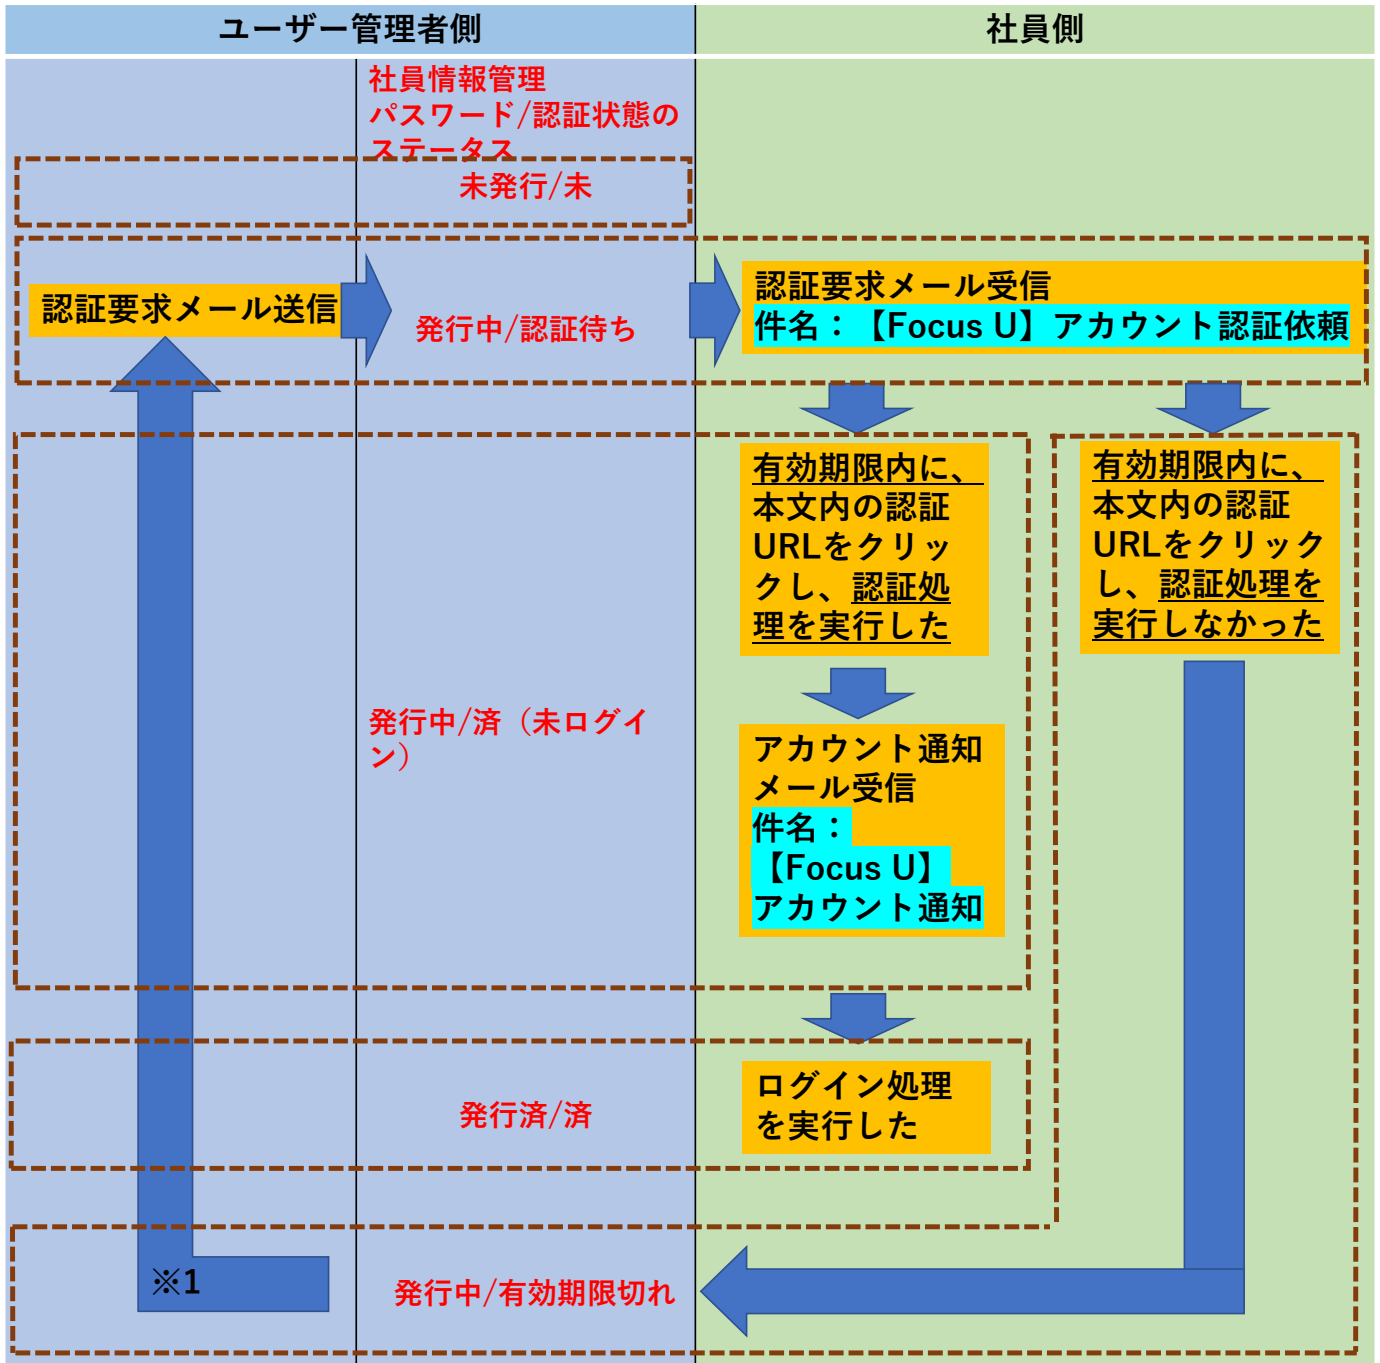 ユーザー管理者側
社員側
社員情報管理
パスワード/認証状態の
ステータス
未発行/未
認証要求メール送信
発行中/認証待ち
認証要求メール受信
件名：【Focus U】アカウント認証依頼
有効期限内に、
本文内の認証
URLをクリッ
クし、認証処
理を実行した
有効期限内に、
本文内の認証
URLをクリック
し、認証処理を
実行しなかった
発行中/済（未ログイ
ン）
アカウント通知
メール受信
件名：
【Focus U】
アカウント通知
発行済/済
ログイン処理
を実行した
※1
発行中/有効期限切れ